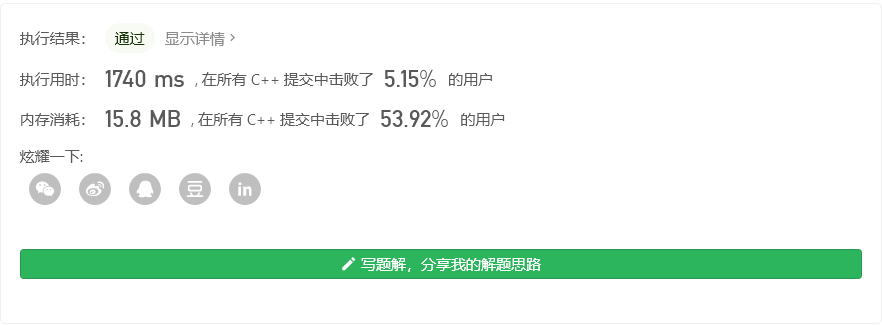 执行结果： 通过 显示详情 >
执行用时： 1740 ms , 在所有 C++ 提交中击败了 5.15% 的用户
内存消耗： 15.8 MB , 在所有 C++ 提交中击败了 53.92% 的用户
炫耀一下:
豆 in
写题解，分享我的解题思路